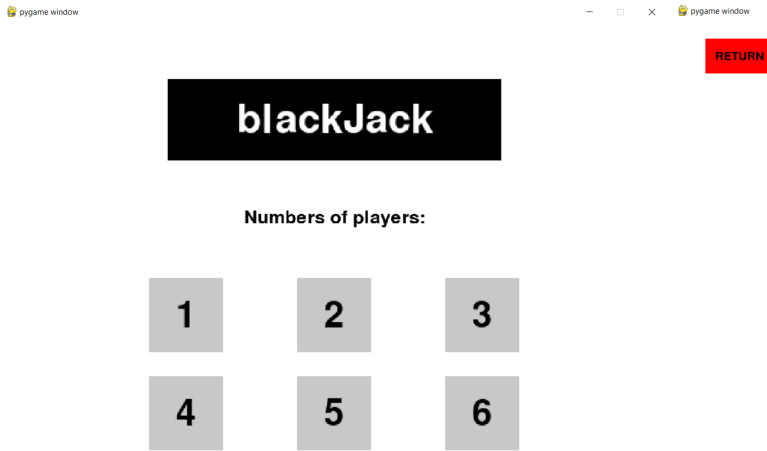 pygame window
pygame window
RETURN
blackJack
Numbers of players:
1 2 3
4 5 6